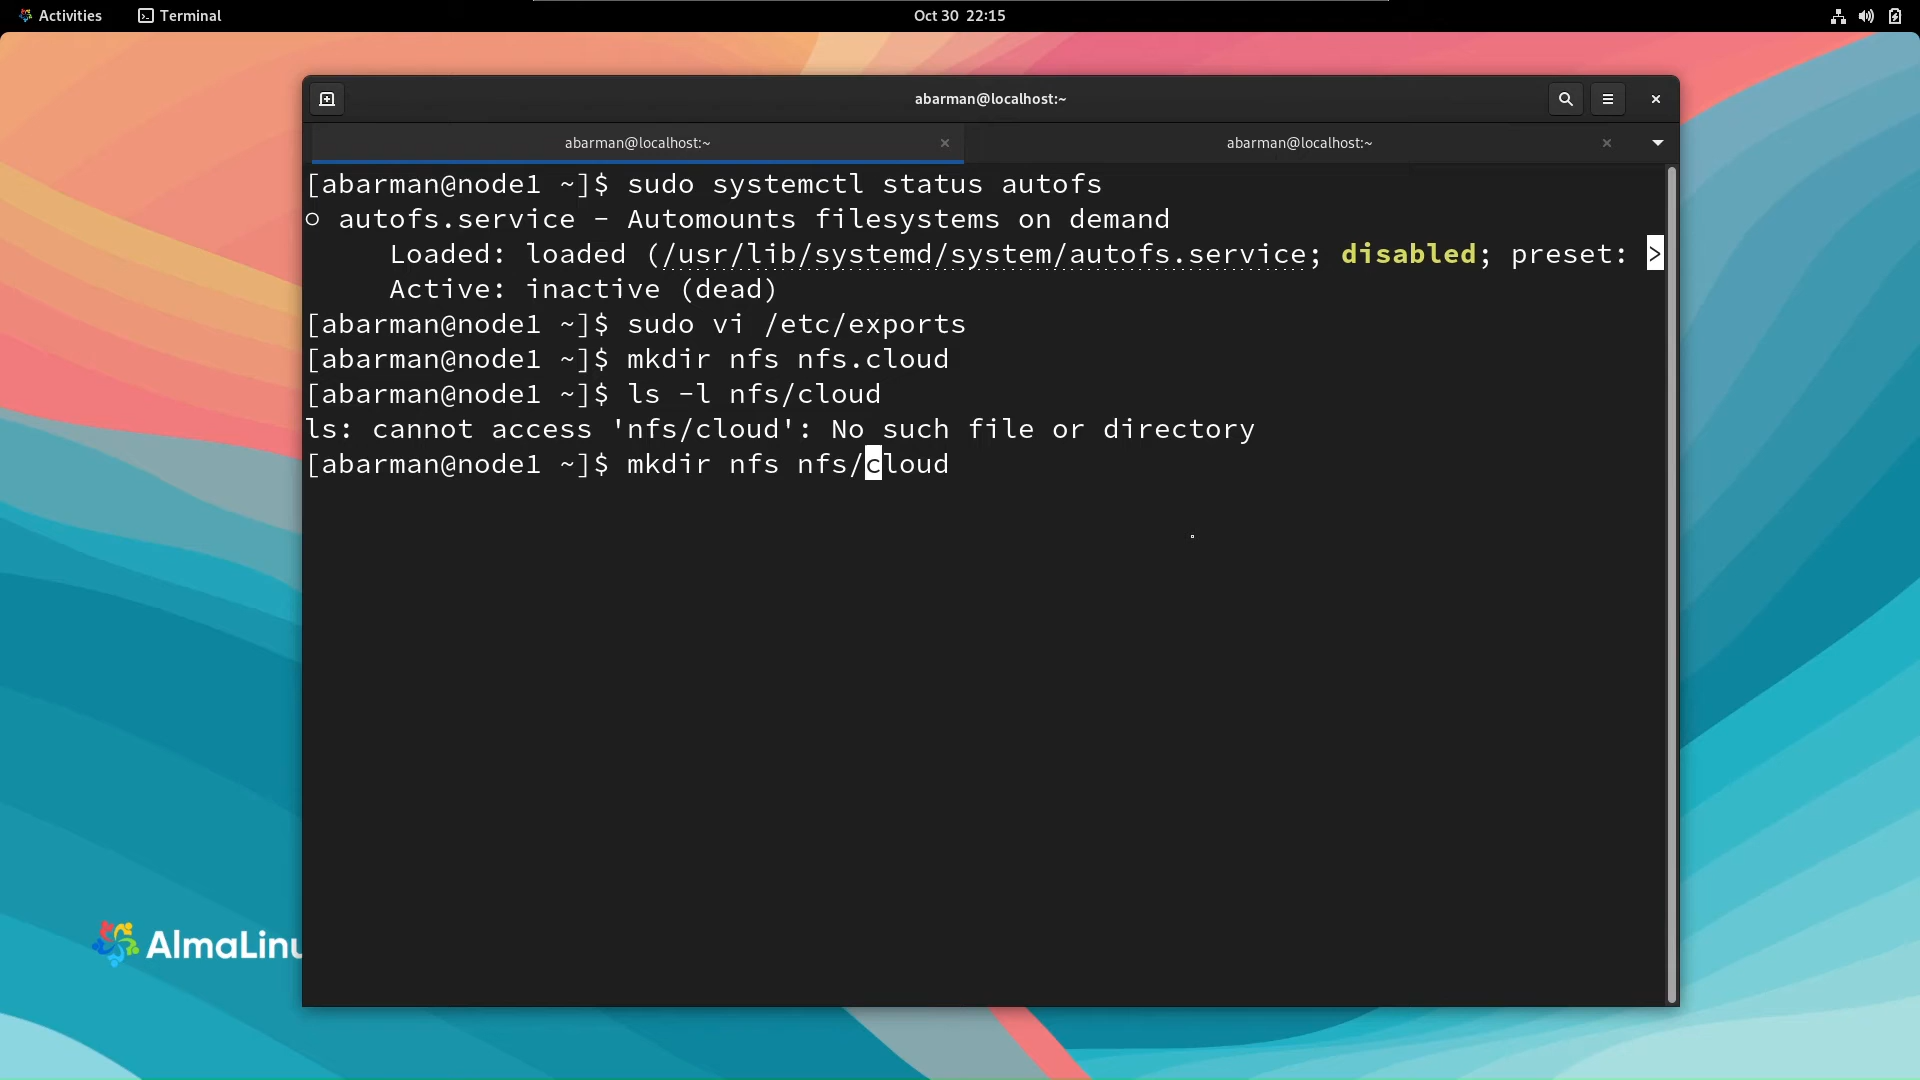 Activities
Terminal
Oct 30 22:15
abarman@localhost:~
abarman@localhost:~
abarman@localhost:~
[abarman@node1 ~]$ sudo systemctl status autofs
○ autofs.service - Automounts filesystems on demand
Loaded: loaded (/usr/lib/systemd/system/autofs.service; disabled; preset: >
Active: inactive (dead)
[abarman@node1 ~]$ sudo vi /etc/exports
[abarman@node1 ~]$ mkdir nfs nfs.cloud
[abarman@node1 ~]$ ls -l nfs/cloud
ls: cannot access 'nfs/cloud': No such file or directory
[abarman@node1 ~]$ mkdir nfs nfs/cloud
AlmaLinu